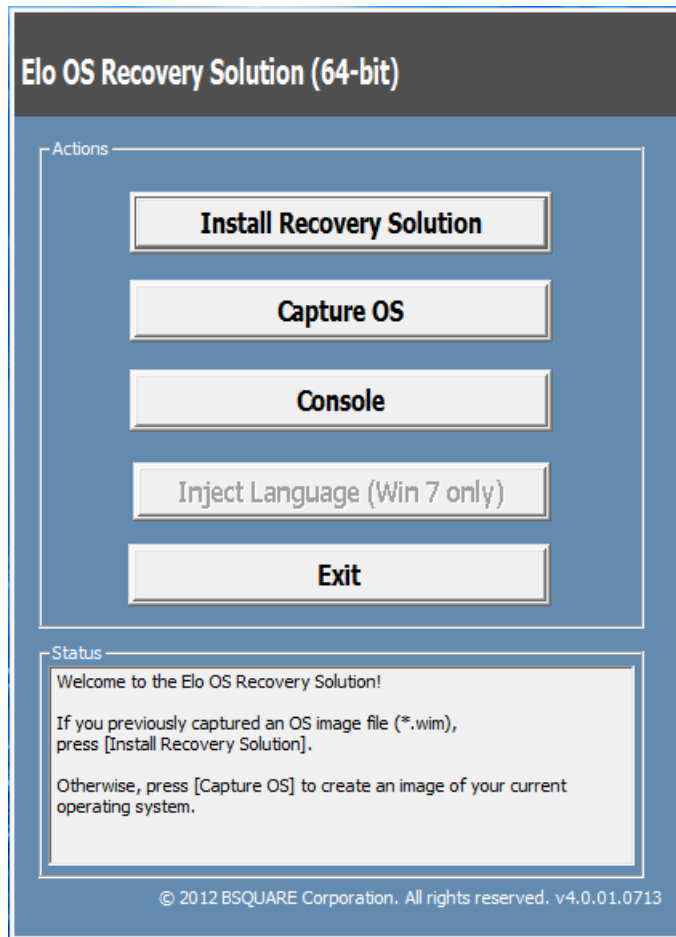 Elo OS Recovery Solution (64-bit)
Actions
Install Recovery Solution
Capture OS
Console
Inject Language (Win 7 only)
Exit
Status
Welcome to the Elo OS Recovery Solution!
If you previously captured an OS image file (*.wim),
press [Install Recovery Solution].
Otherwise, press [Capture OS] to create an image of your current
operating system.
© 2012 BSQUARE Corporation. All rights reserved. v4.0.01.0713